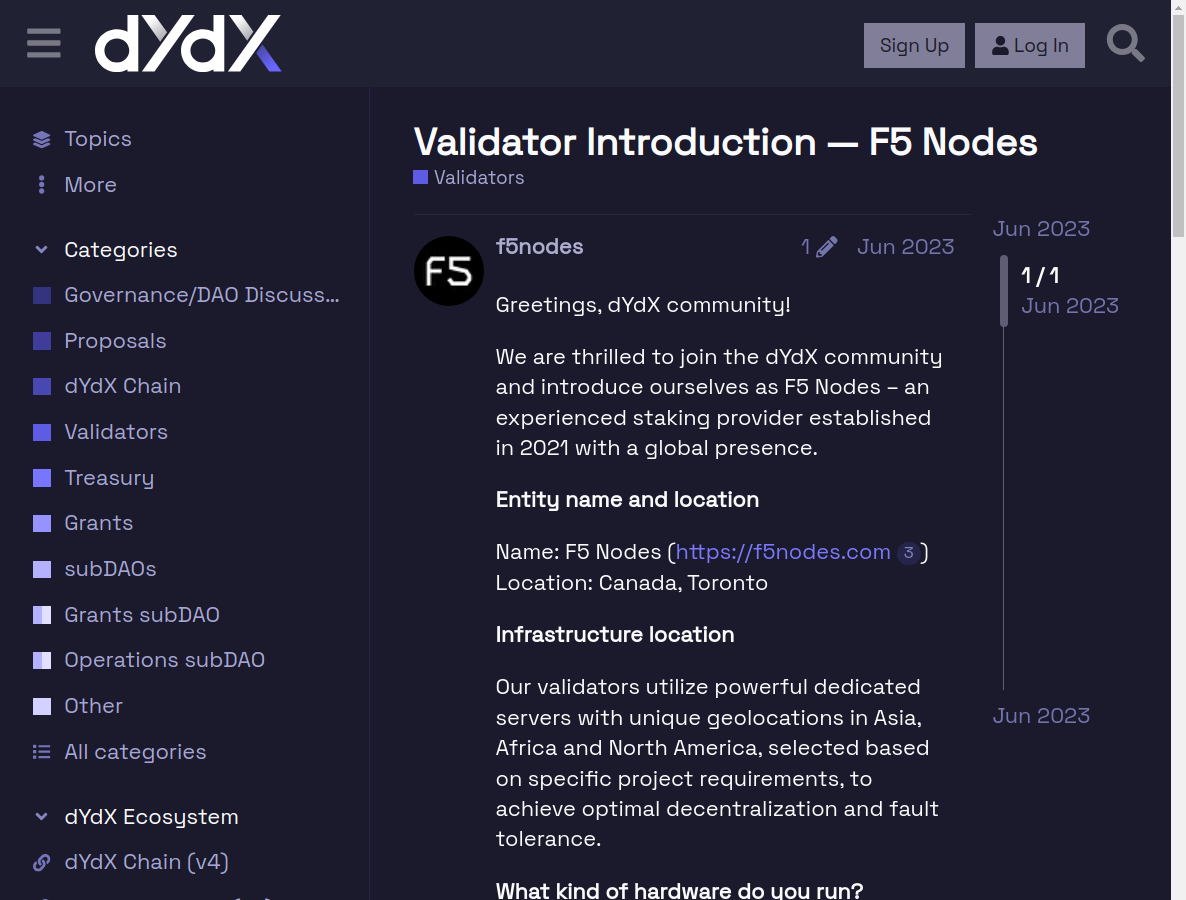 dYdX
Sign Up
Log In
Topics
More
Categories
Governance/DAO Discuss...
Proposals
dYdX Chain
Validators
Treasury
Grants
subDAOs
Grants subDAO
Operations subDAO
Other
All categories
dYdX Ecosystem
dYdX Chain (v4)
Validator Introduction — F5 Nodes
Validators
F5
f5nodes
1
Jun 2023
Greetings, dYdX community!
We are thrilled to join the dYdX community
and introduce ourselves as F5 Nodes – an
experienced staking provider established
in 2021 with a global presence.
Entity name and location
Name: F5 Nodes (https://f5nodes.com 3)
Location: Canada, Toronto
Infrastructure location
Our validators utilize powerful dedicated
servers with unique geolocations in Asia,
Africa and North America, selected based
on specific project requirements, to
achieve optimal decentralization and fault
tolerance.
What kind of hardware do you run?
Jun 2023
1 / 1
Jun 2023
Jun 2023